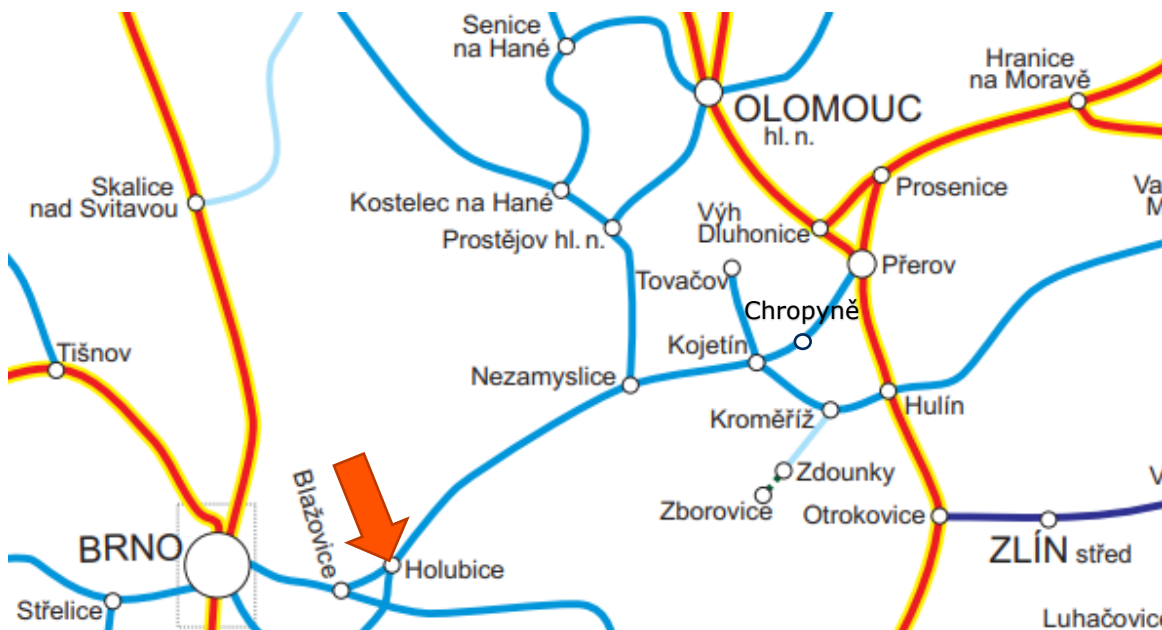 Senice
na Hané
Hranice
na Moravě
OLOMOUC
hl. n.
Skalice
nad Svitavou
Prosenice
Va
M
Kostelec na Hané
Výh
Dluhonice
Prostějov hl. n.
Přerov
Tovačov
Chropyně
Tišnov
Kojetín
Nezamyslice
Hulín
Kroměříž
Blažovice
Zdounky
V
Zborovice
Otrokovice
BRNO
ZLÍN střed
Holubice
Střelice
Luhačovice